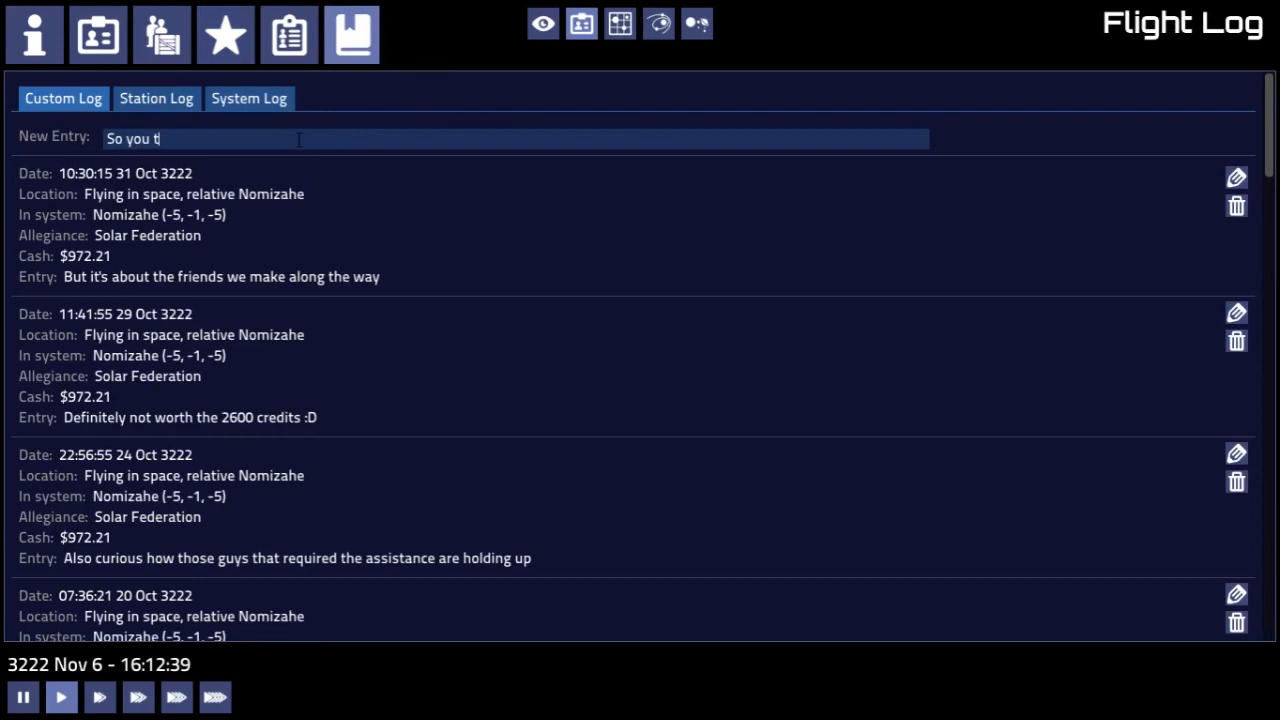 Flight Log
Custom Log Station Log System Log
New Entry: So you t
Date: 10:30:15 31 Oct 3222
Location: Flying in space, relative Nomizahe
In system: Nomizahe (-5, -1, -5)
Allegiance: Solar Federation
Cash: $972.21
Entry: But it's about the friends we make along the way
Date: 11:41:55 29 Oct 3222
Location: Flying in space, relative Nomizahe
In system: Nomizahe (-5, -1, -5)
Allegiance: Solar Federation
Cash: $972.21
Entry: Definitely not worth the 2600 credits :D
Date: 22:56:55 24 Oct 3222
Location: Flying in space, relative Nomizahe
In system: Nomizahe (-5, -1, -5)
Allegiance: Solar Federation
Cash: $972.21
Entry: Also curious how those guys that required the assistance are holding up
Date: 07:36:21 20 Oct 3222
Location: Flying in space, relative Nomizahe
In system: Nomizahe (-5, -1, -5)
3222 Nov 6 - 16:12:39